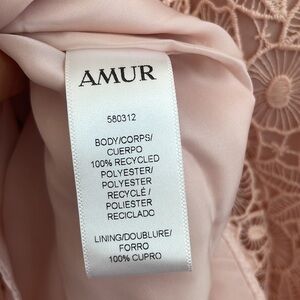 AMUR
580312
BODY/CORPS/
CUERPO
100% RECYCLED
POLYESTER/
POLYESTER
RECYCLÉ /
POLIESTER
RECICLADO
LINING/DOUBLURE/
FORRO
100% CUPRO